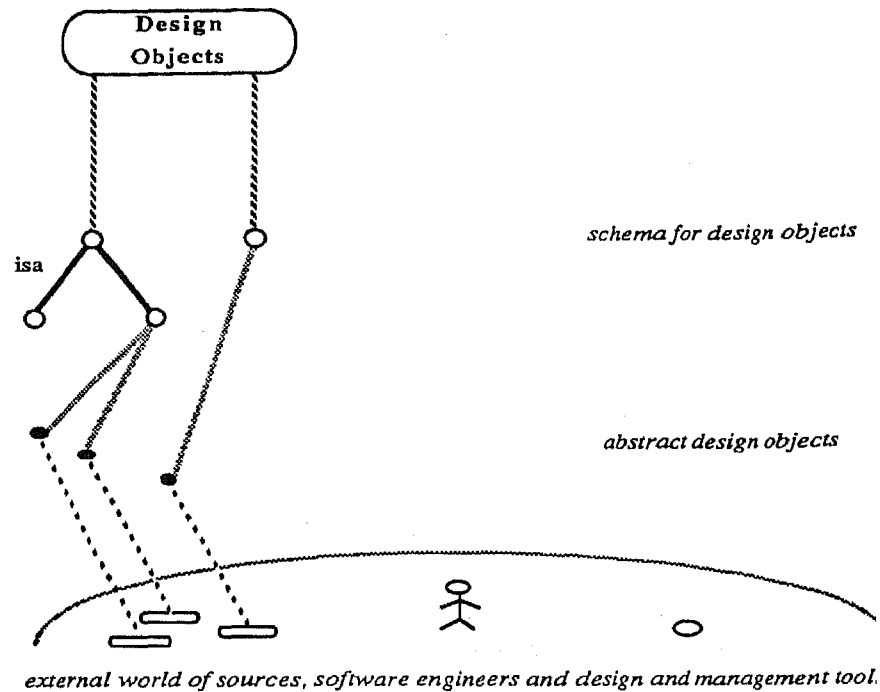 Design
Objects
schema for design objects
isa
abstract design objects
external world of sources, software engineers and design and management tool.